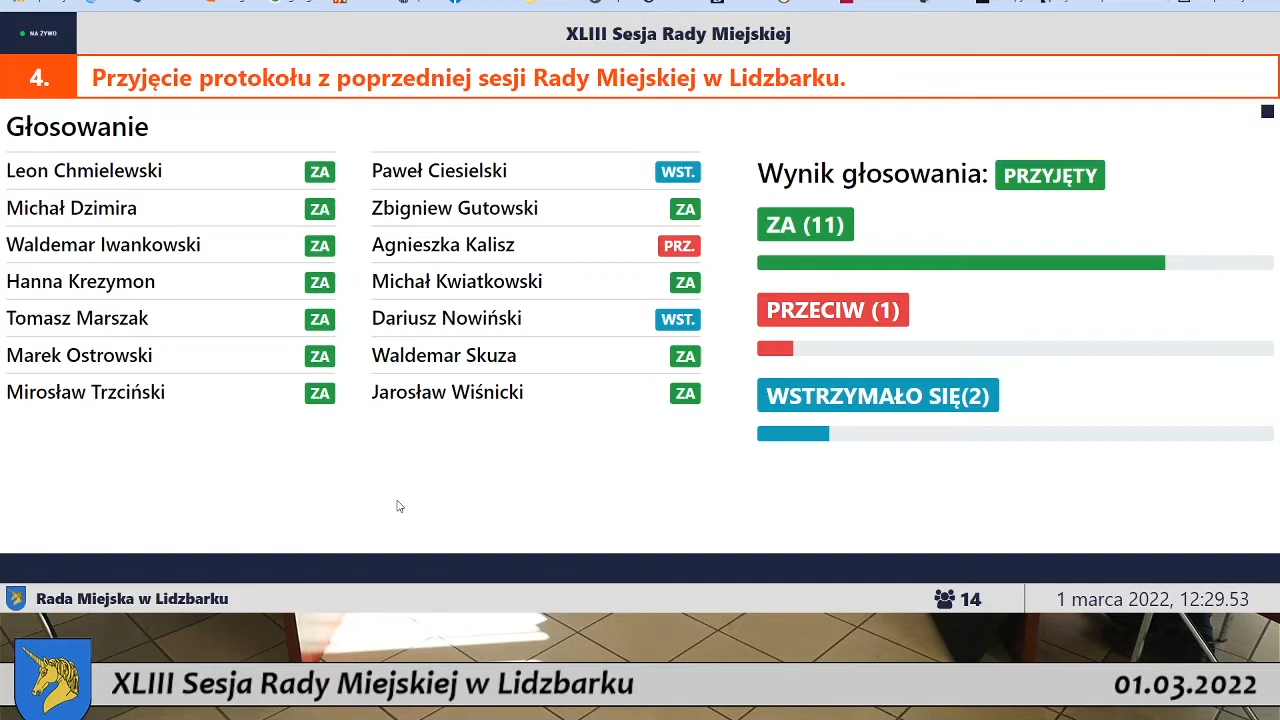 NA ŻYWO
XLIII Sesja Rady Miejskiej
4. Przyjęcie protokołu z poprzedniej sesji Rady Miejskiej w Lidzbarku.
Głosowanie
Leon Chmielewski ZA
Michał Dzimira ZA
Waldemar Iwankowski ZA
Hanna Krezymon ZA
Tomasz Marszak ZA
Marek Ostrowski ZA
Mirosław Trzciński ZA
Paweł Ciesielski WST.
Zbigniew Gutowski ZA
Agnieszka Kalisz PRZ.
Michał Kwiatkowski ZA
Dariusz Nowiński WST.
Waldemar Skuza ZA
Jarosław Wiśnicki ZA
Wynik głosowania: PRZYJĘTY
ZA (11)
PRZECIW (1)
WSTRZYMAŁO SIĘ(2)
Rada Miejska w Lidzbarku
14
1 marca 2022, 12:29.53
XLIII Sesja Rady Miejskiej w Lidzbarku
01.03.2022